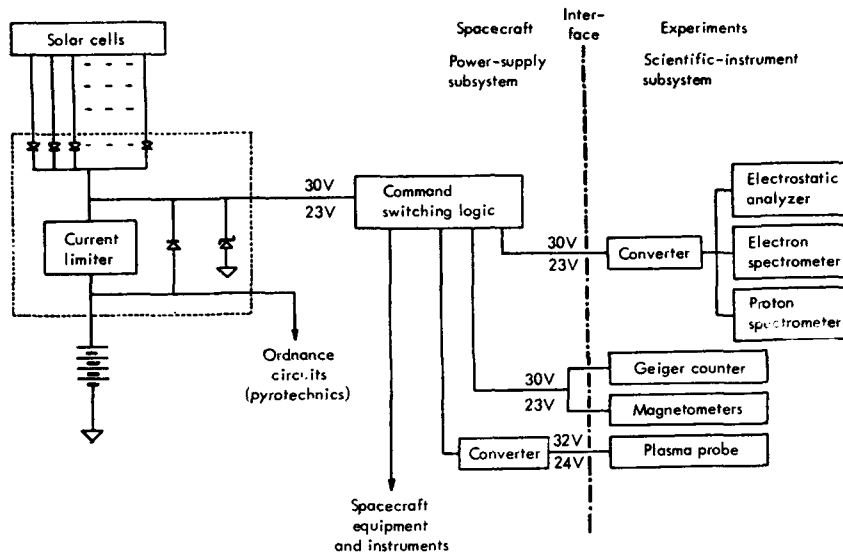 Solar cells
Spacecraft
Power-supply
subsystem
Inter-
face
Experiments
Scientific-instrument
subsystem
30V
23V
Command
switching logic
Current
limiter
Ordnance
circuits
(pyrotechnics)
30V
23V
Converter
Electrostatic
analyzer
Electron
spectrometer
Proton
spectrometer
30V
23V
Geiger counter
Magnetometers
Converter
32V
24V
Plasma probe
Spacecraft
equipment
and instruments